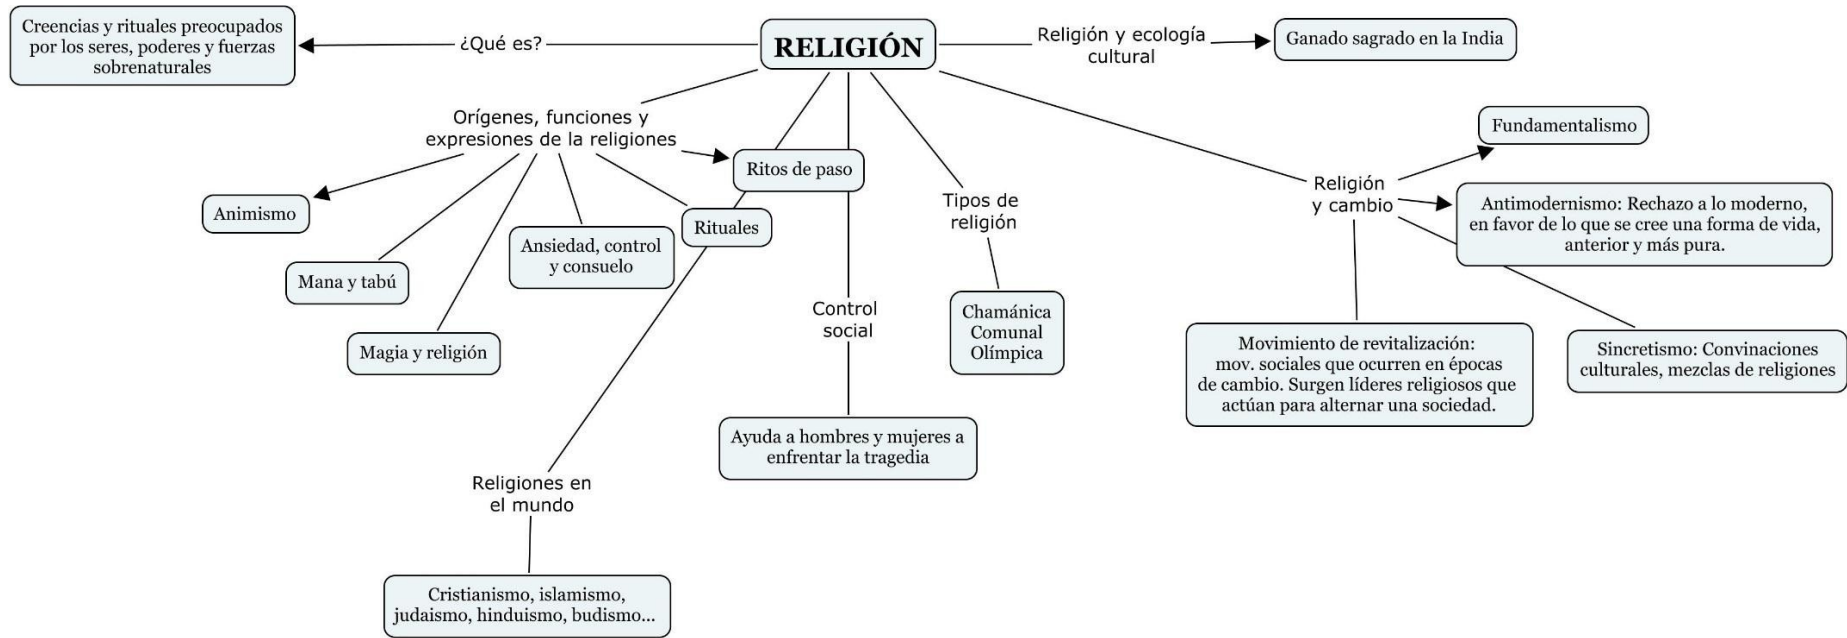 Creencias y rituales preocupados
por los seres, poderes y fuerzas
sobrenaturales
¿Qué es?
RELIGIÓN
Religión y ecología
cultural
Ganado sagrado en la India
Orígenes, funciones y
expresiones de la religiones
Animismo
Mana y tabú
Magia y religión
Ansiedad, control
y consuelo
Rituales
Ritos de paso
Religiones en
el mundo
Cristianismo, islamismo,
judaismo, hinduismo, budismo...
Control
social
Ayuda a hombres y mujeres a
enfrentar la tragedia
Tipos de
religión
Chamánica
Comunal
Olímpica
Religión
y cambio
Fundamentalismo
Antimodernismo: Rechazo a lo moderno,
en favor de lo que se cree una forma de vida,
anterior y más pura.
Movimiento de revitalización:
mov. sociales que ocurren en épocas
de cambio. Surgen líderes religiosos que
actúan para alternar una sociedad.
Sincretismo: Convinaciones
culturales, mezclas de religiones